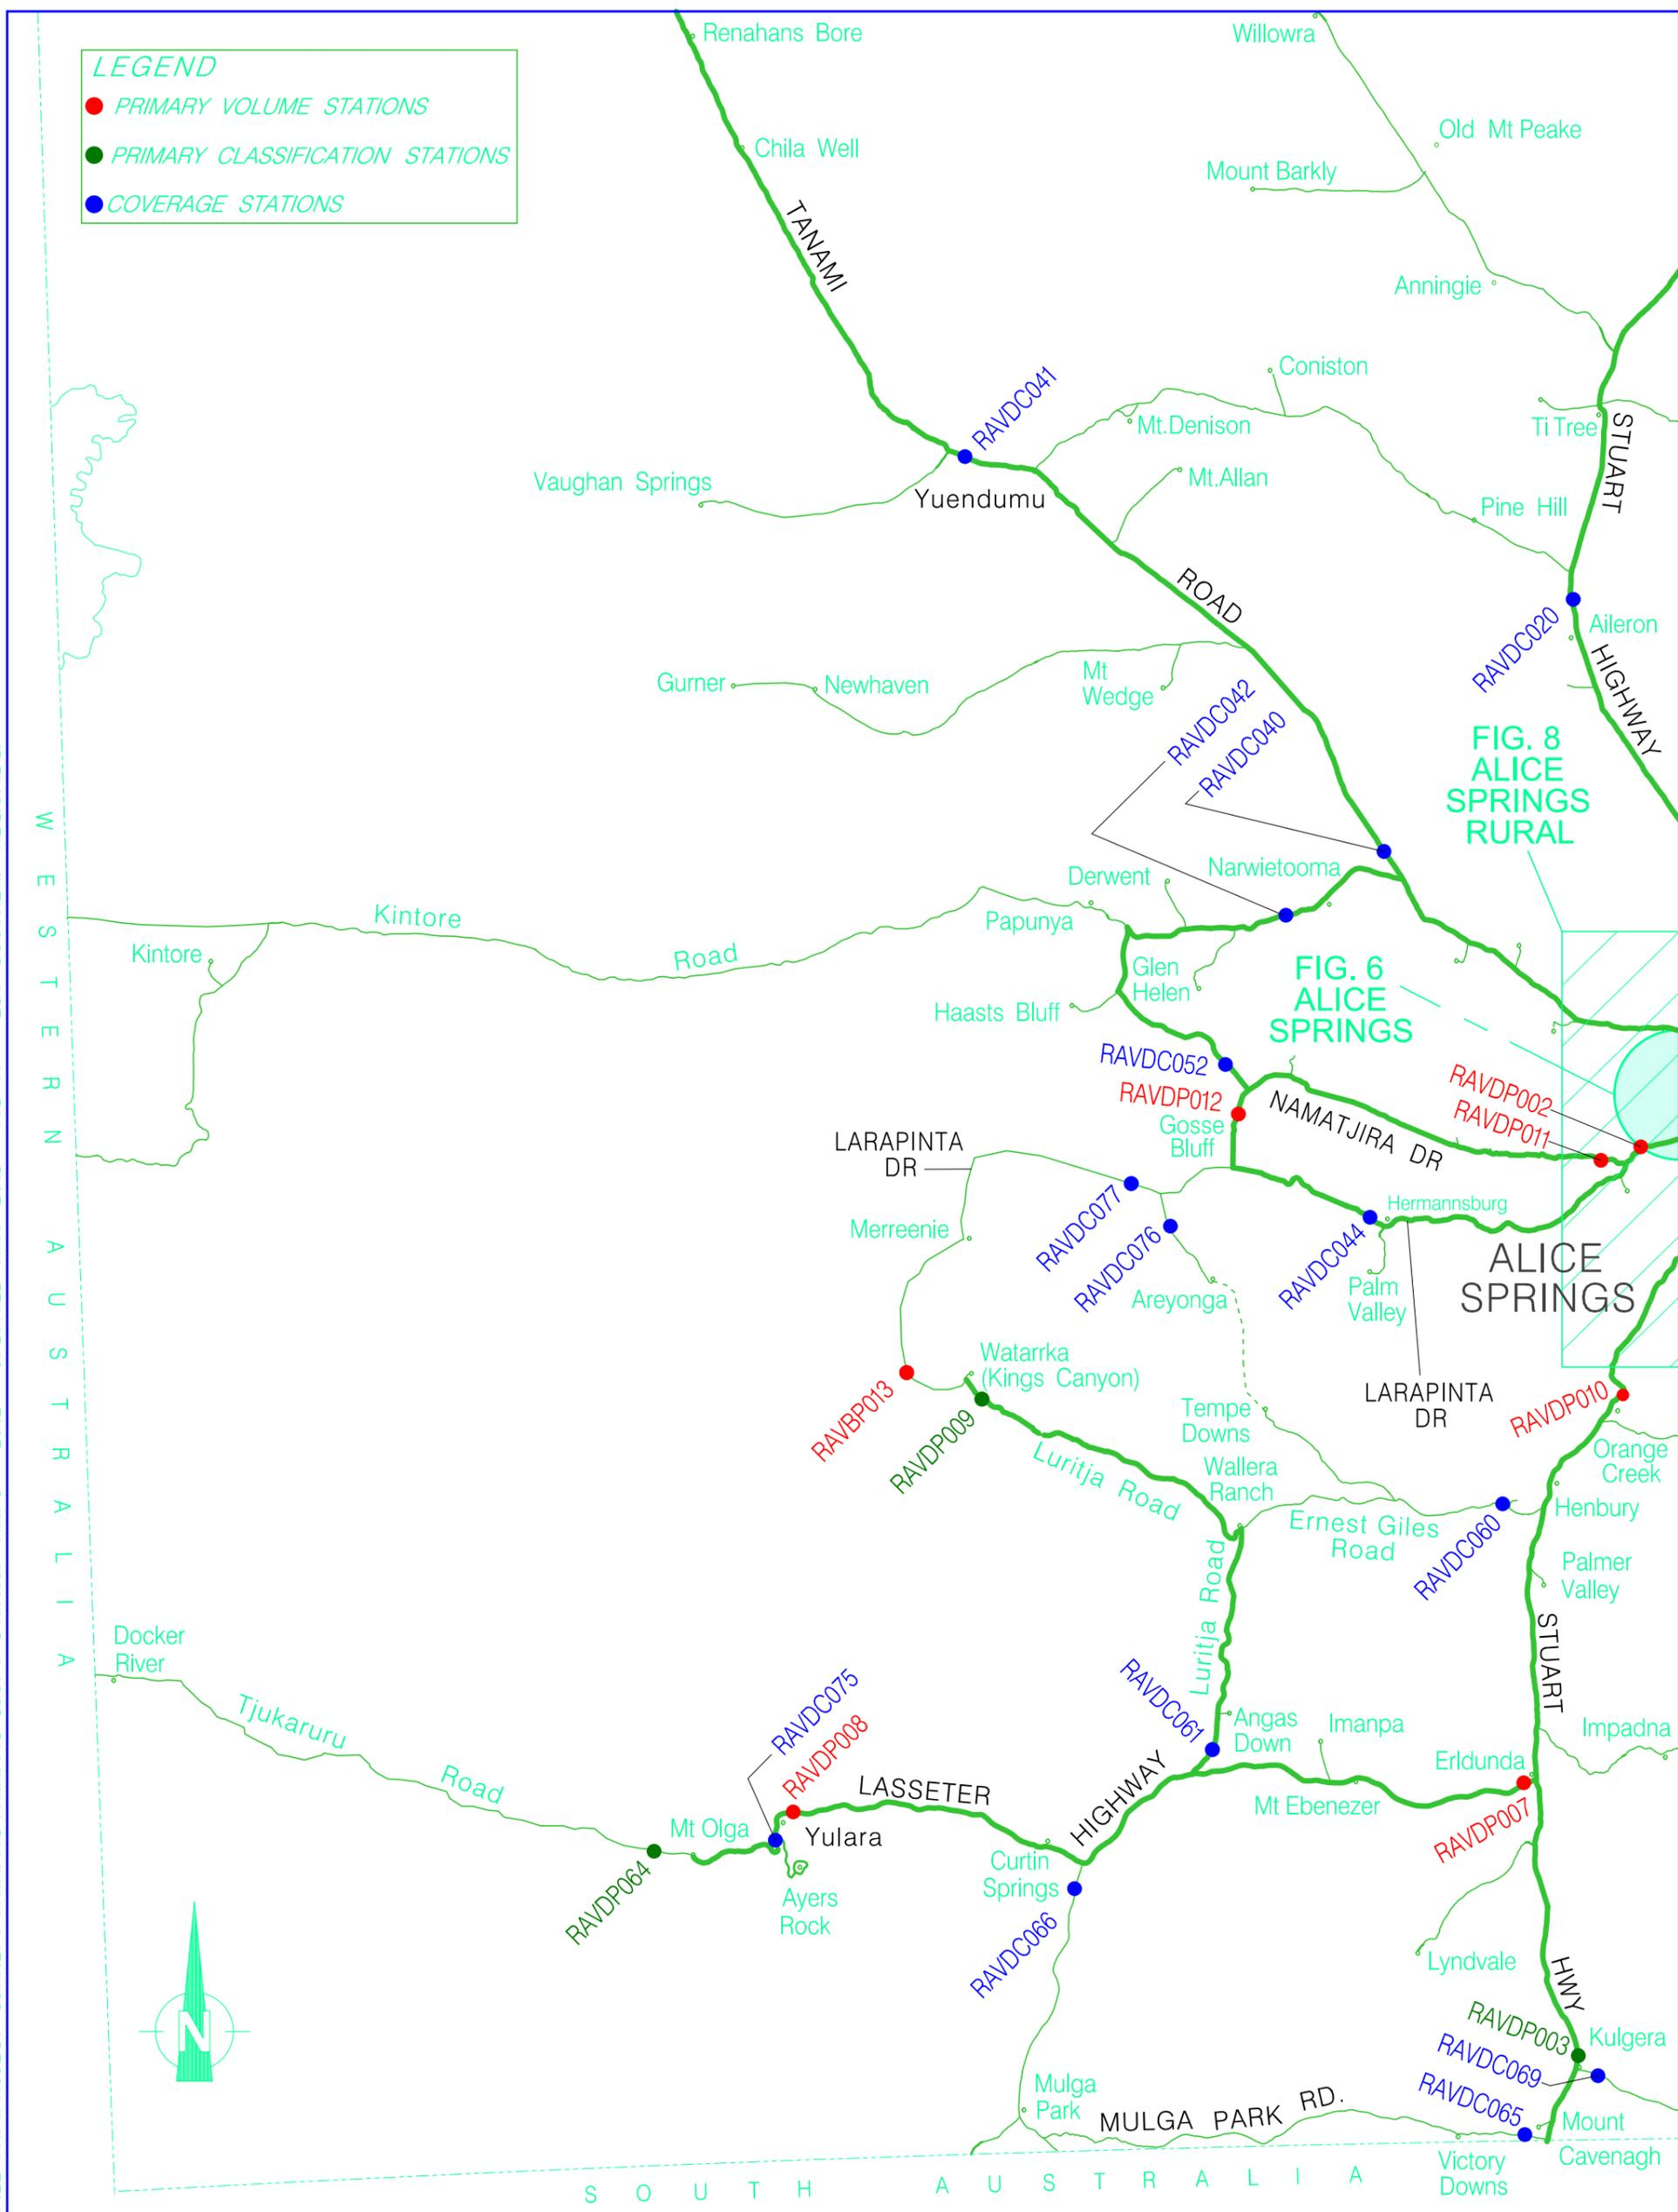 LEGEND
PRIMARY VOLUME STATIONS
PRIMARY CLASSIFICATION STATIONS
COVERAGE STATIONS
Renahans Bore
Willowra
Chila Well
Old Mt Peake
Mount Barkly
TANAMI
Anningie
Coniston
RAVDC041
Mt.Denison
Ti Tree
STUART
Vaughan Springs
Yuendumu
Mt.Allan
Pine Hill
ROAD
RAVDC020
Aileron
HIGHWAY
Gurner
Newhaven
Mt
Wedge
RAVDC042
RAVDC040
FIG. 8
ALICE
SPRINGS
RURAL
WESTERN AUSTRALIA
Derwent
Narwietooma
Kintore
Road
Papunya
Kintore
Glen
Helen
FIG. 6
ALICE
SPRINGS
Haasts Bluff
RAVDC052
RAVDP012
Gosse
Bluff
NAMATJIRA DR
RAVDP002
RAVDP011
LARAPINTA
DR
RAVDC077
RAVDC076
Merreenie
Hermannsburg
RAVDC044
Palm
Valley
ALICE
SPRINGS
Areyonga
Watarrka
(Kings Canyon)
RAVBP013
RAVDP009
LARAPINTA
DR
RAVDP010
Tempe
Downs
Orange
Creek
Luritja Road
Wallera
Ranch
Ernest Giles
Road
RAVDC060
Henbury
Palmer
Valley
Luritja Road
STUART
Docker
River
Tjukaruru
Road
RAVDC075
RAVDP008
RAVDC061
Angas
Down
Imanpa
Impadna
Erldunda
LASSETER
HIGHWAY
Mt Ebenezer
RAVDP007
Mt Olga
Yulara
RAVDP064
Ayers
Rock
Curtin
Springs
RAVDC066
Lyndvale
HWY
N
RAVDP003
Kulgera
RAVDC069
RAVDC065
Mulga
Park
MULGA PARK RD.
Mount
Cavenagh
Victory
Downs
SOUTH AUSTRALIA